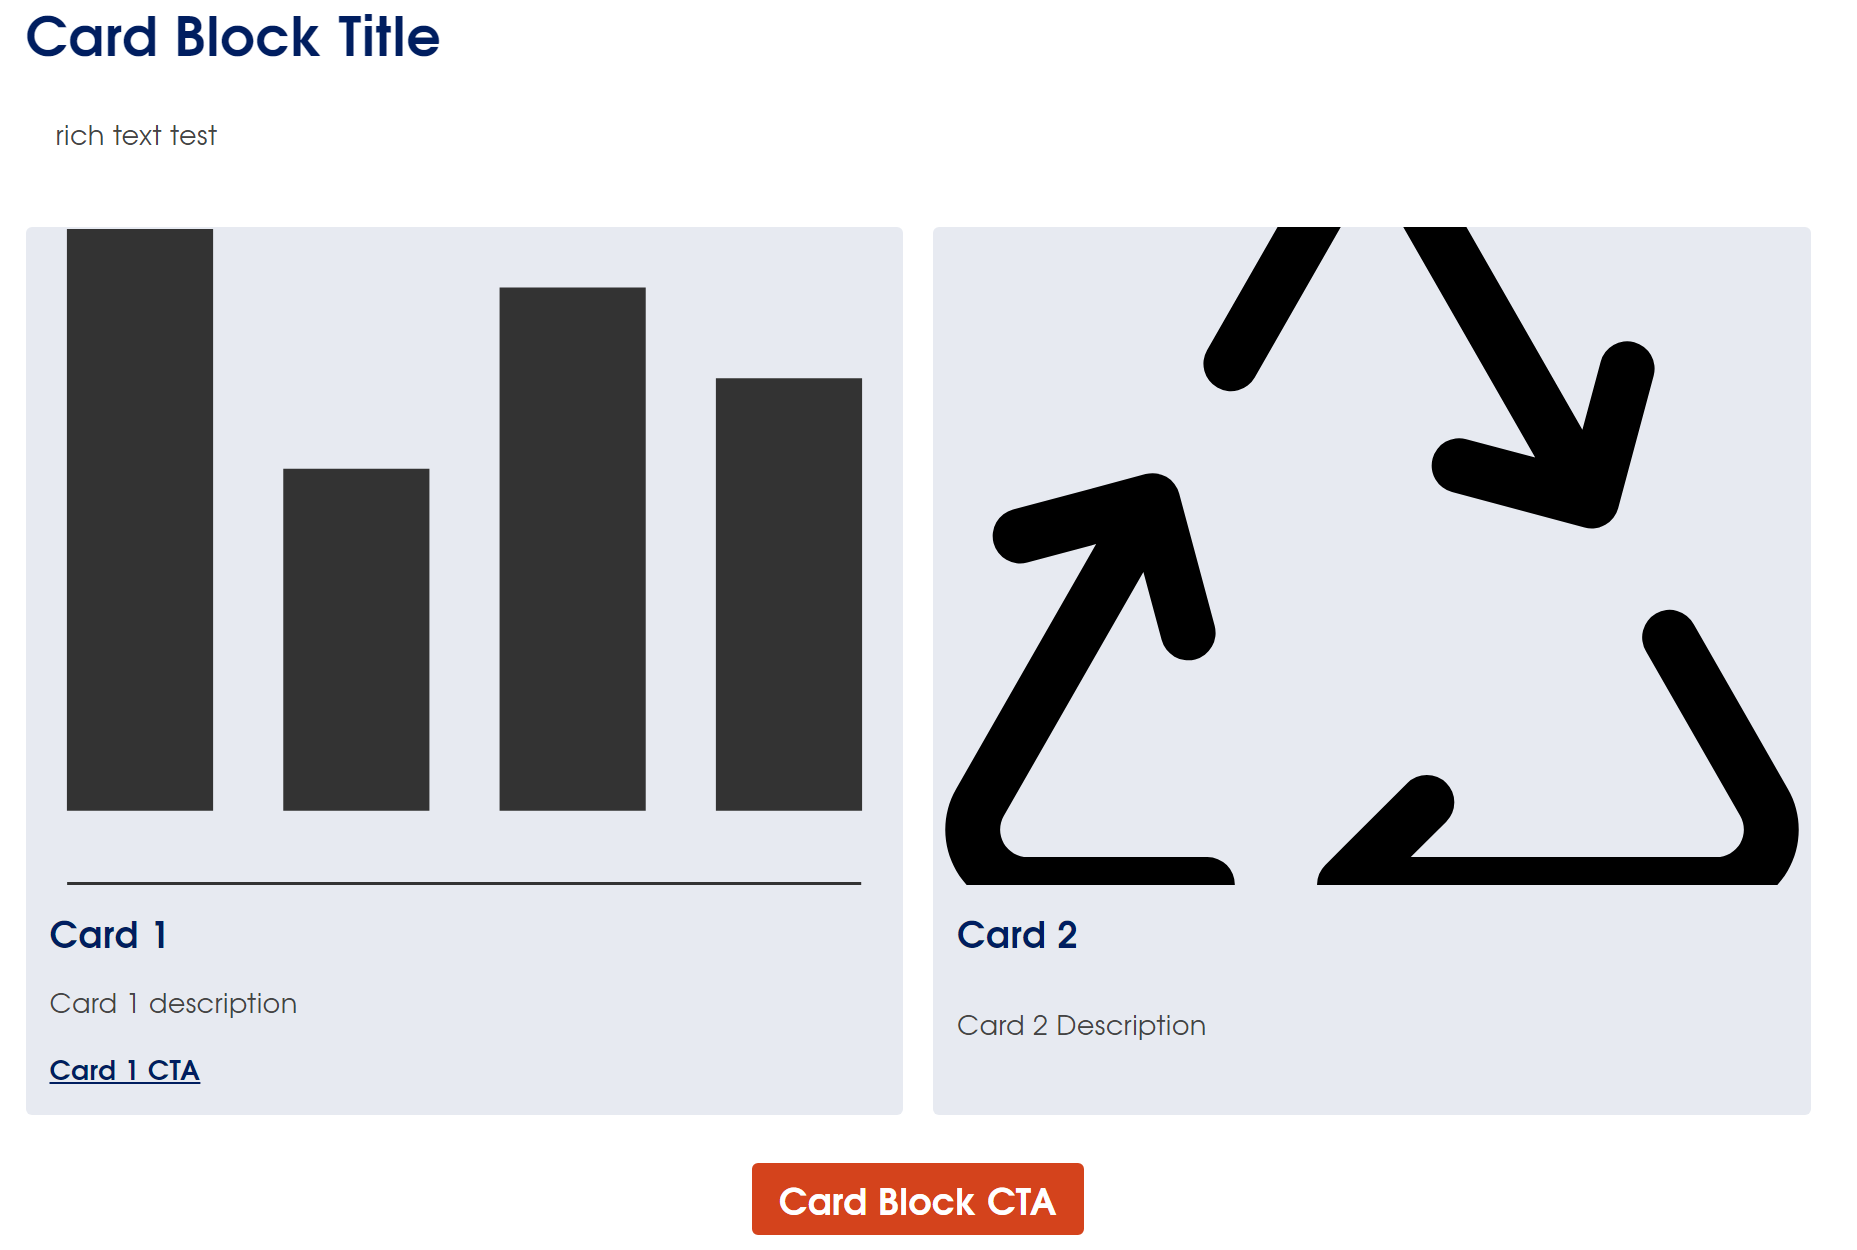 Card Block Title
rich text test
Card 1
Card 1 description
Card 1 CTA
Card 2
Card 2 Description
Card Block CTA